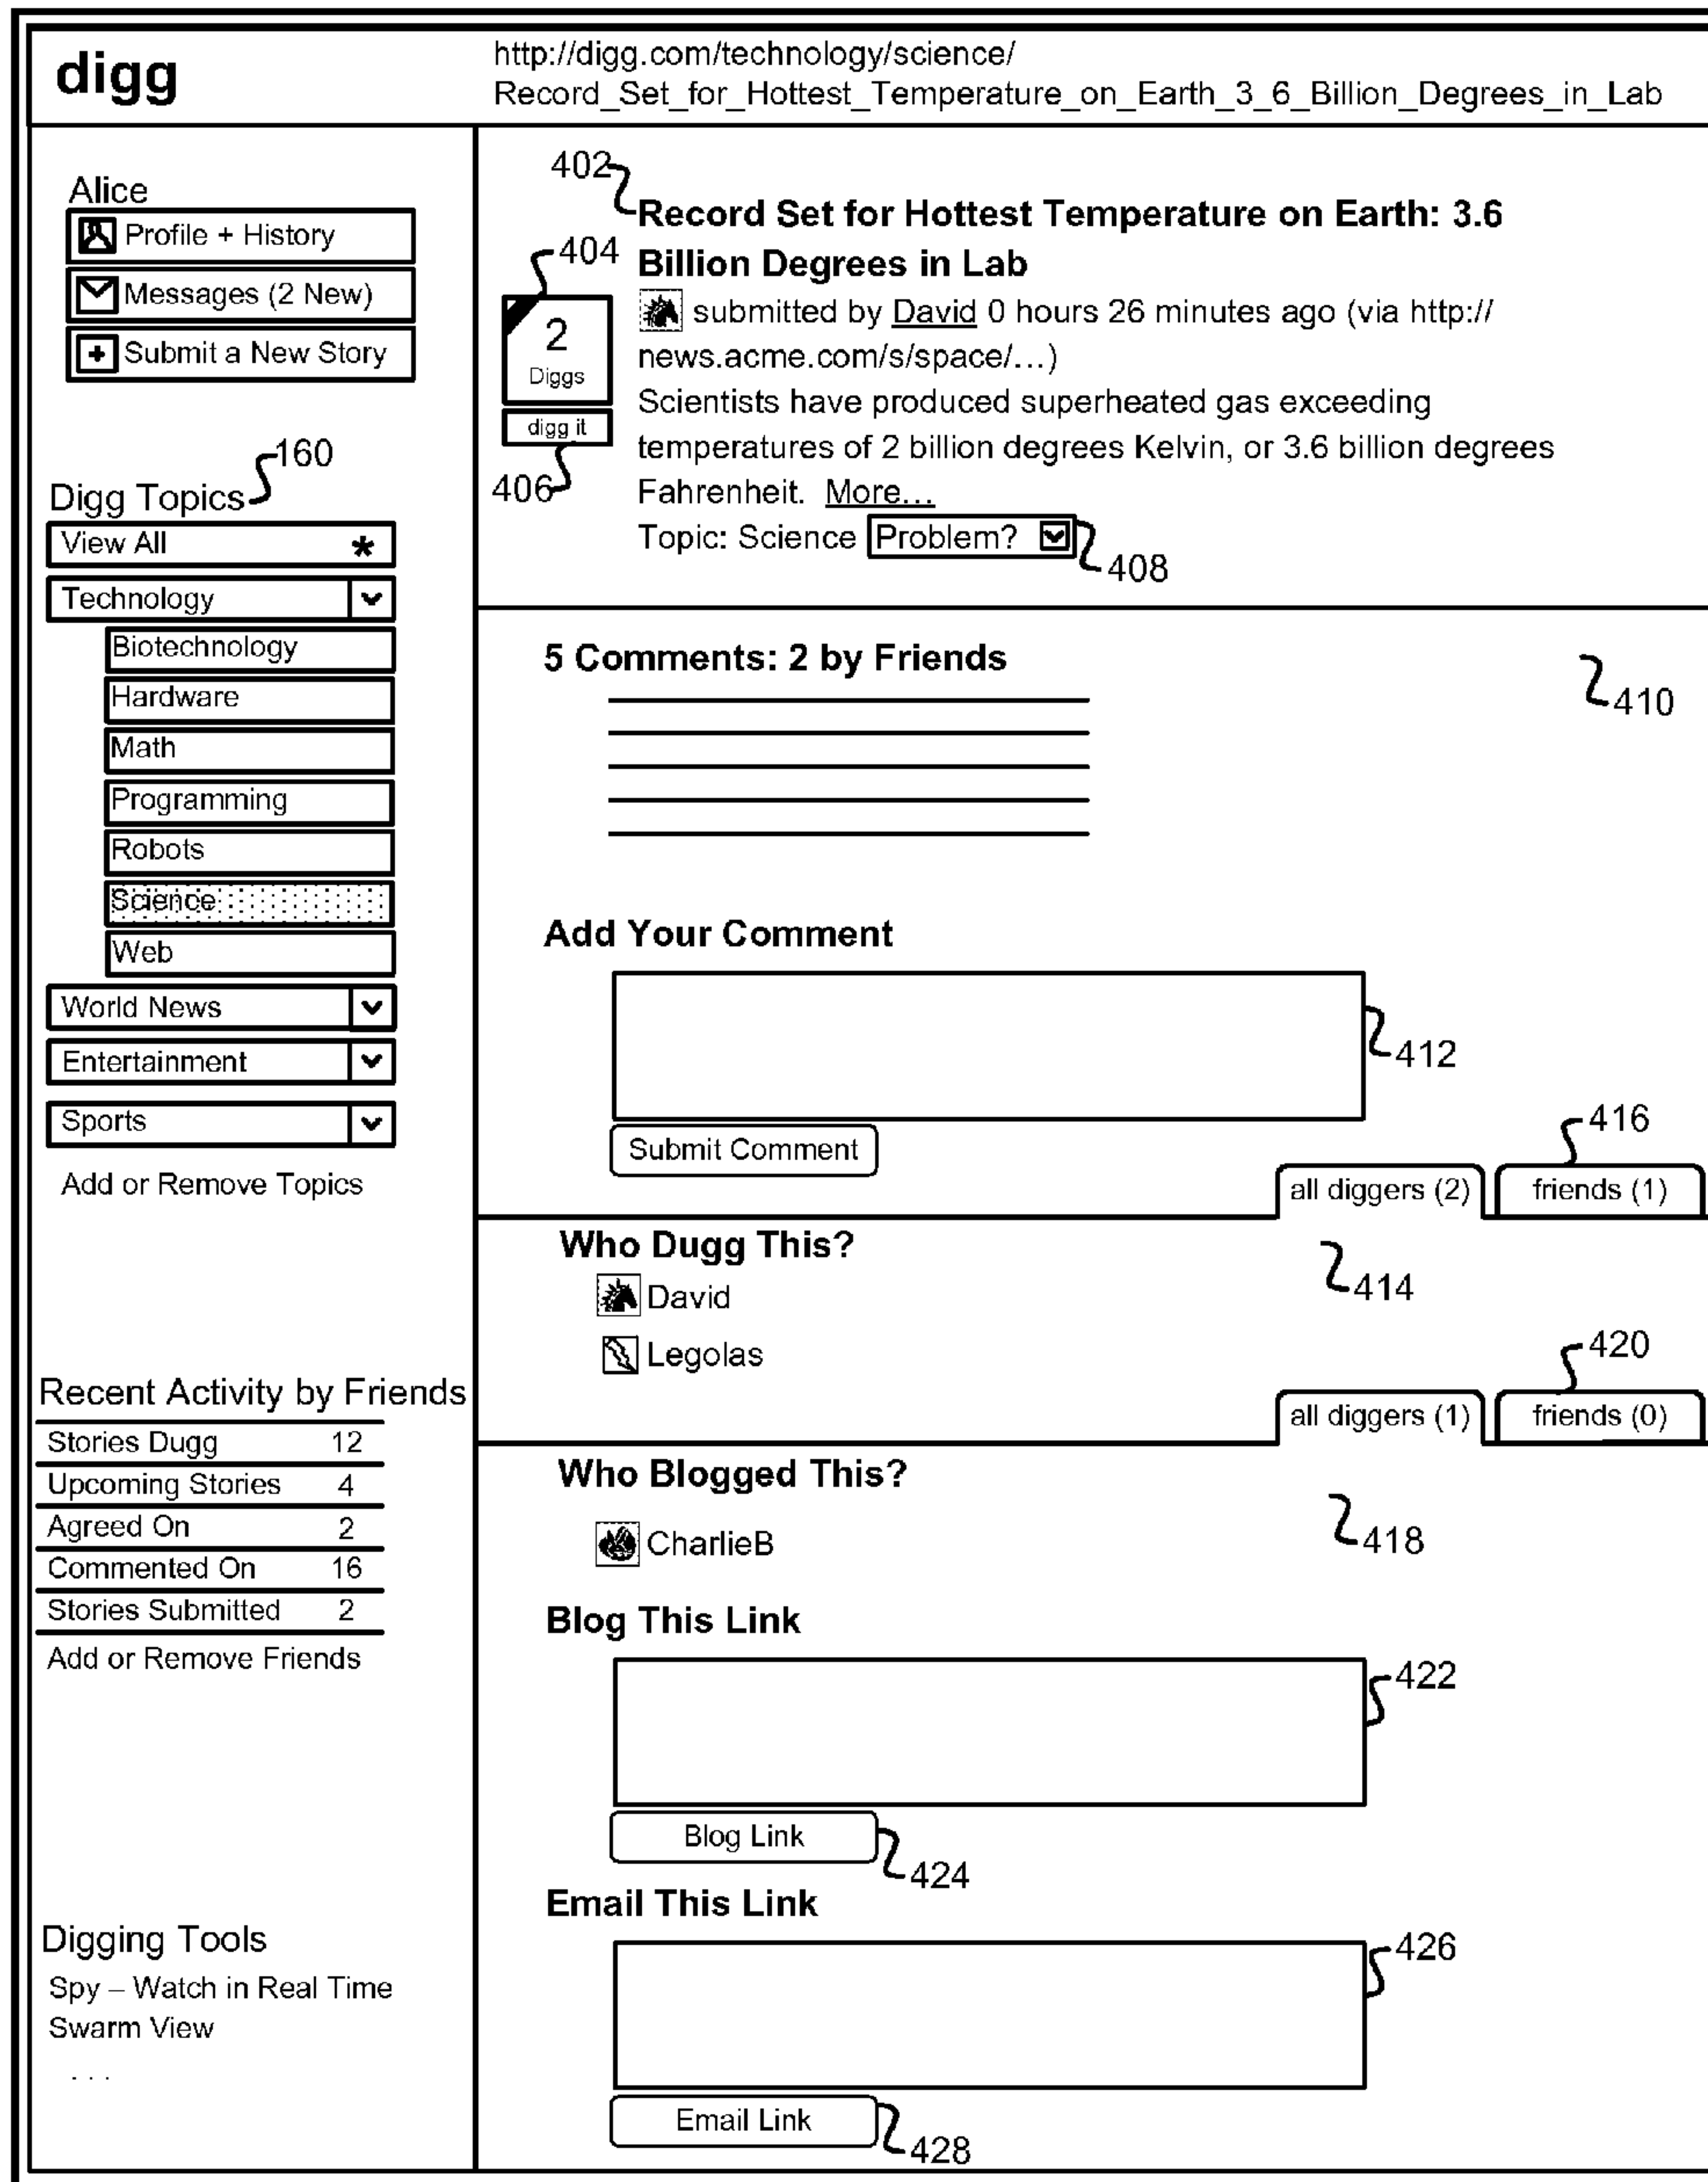 digg
http://digg.com/technology/science/
Record_Set_for_Hottest_Temperature_on_Earth_3_6_Billion_Degrees_in_Lab
Alice
Profile + History
Messages (2 New)
Submit a New Story
160
Digg Topics
View All *
Technology
Biotechnology
Hardware
Math
Programming
Robots
Science
Web
World News
Entertainment
Sports
Add or Remove Topics
Recent Activity by Friends
Stories Dugg 12
Upcoming Stories 4
Agreed On 2
Commented On 16
Stories Submitted 2
Add or Remove Friends
Digging Tools
Spy – Watch in Real Time
Swarm View
. . .
402
Record Set for Hottest Temperature on Earth: 3.6
404
Billion Degrees in Lab
2
Diggs
digg it
406
submitted by David 0 hours 26 minutes ago (via http://
news.acme.com/s/space/...)
Scientists have produced superheated gas exceeding
temperatures of 2 billion degrees Kelvin, or 3.6 billion degrees
Fahrenheit. More...
Topic: Science Problem?
408
5 Comments: 2 by Friends
410
Add Your Comment
412
Submit Comment
416
all diggers (2) friends (1)
Who Dugg This?
414
David
Legolas
420
all diggers (1) friends (0)
Who Blogged This?
418
CharlieB
Blog This Link
422
Blog Link
424
Email This Link
426
Email Link
428